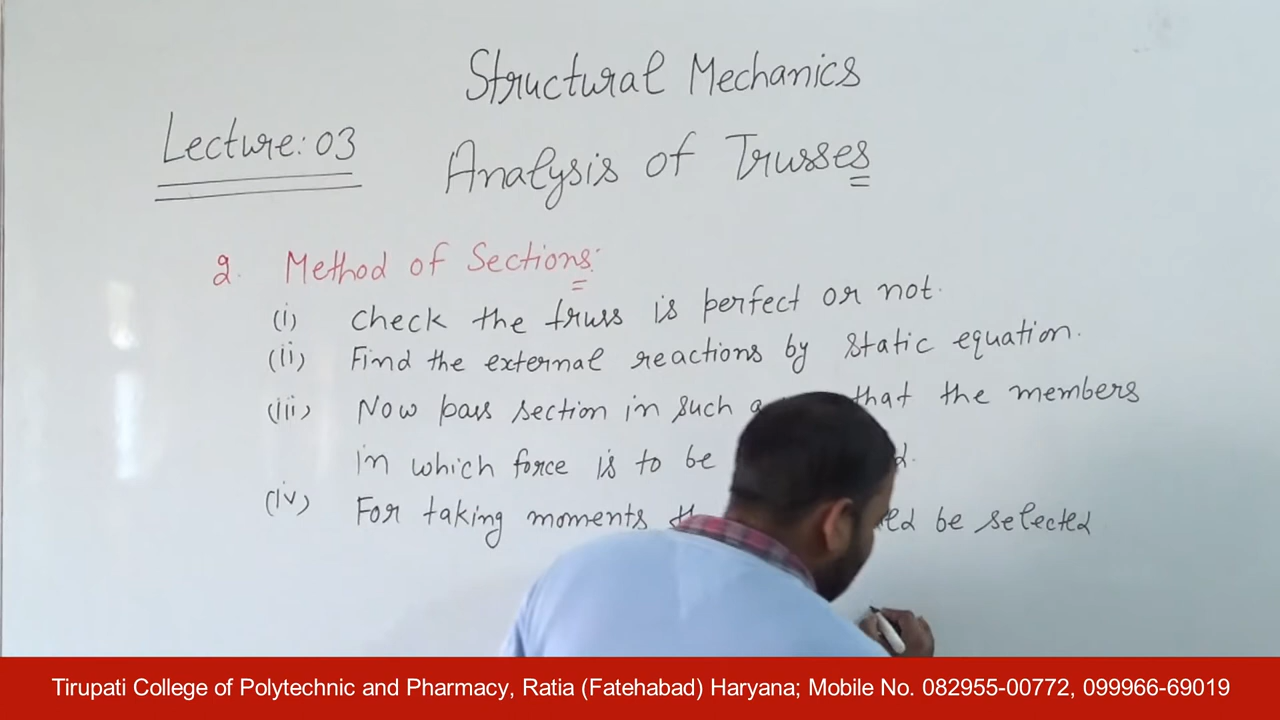 Structural Mechanics
Lecture: 03
Analysis of Trusses
2. Method of Sections:
(i) Check the truss is perfect or not.
(ii) Find the external reactions by static equation.
(iii) Now pass section in such a that the members
in which force is to be
(iv) For taking moments be selected
Tirupati College of Polytechnic and Pharmacy, Ratia (Fatehabad) Haryana; Mobile No. 082955-00772, 099966-69019